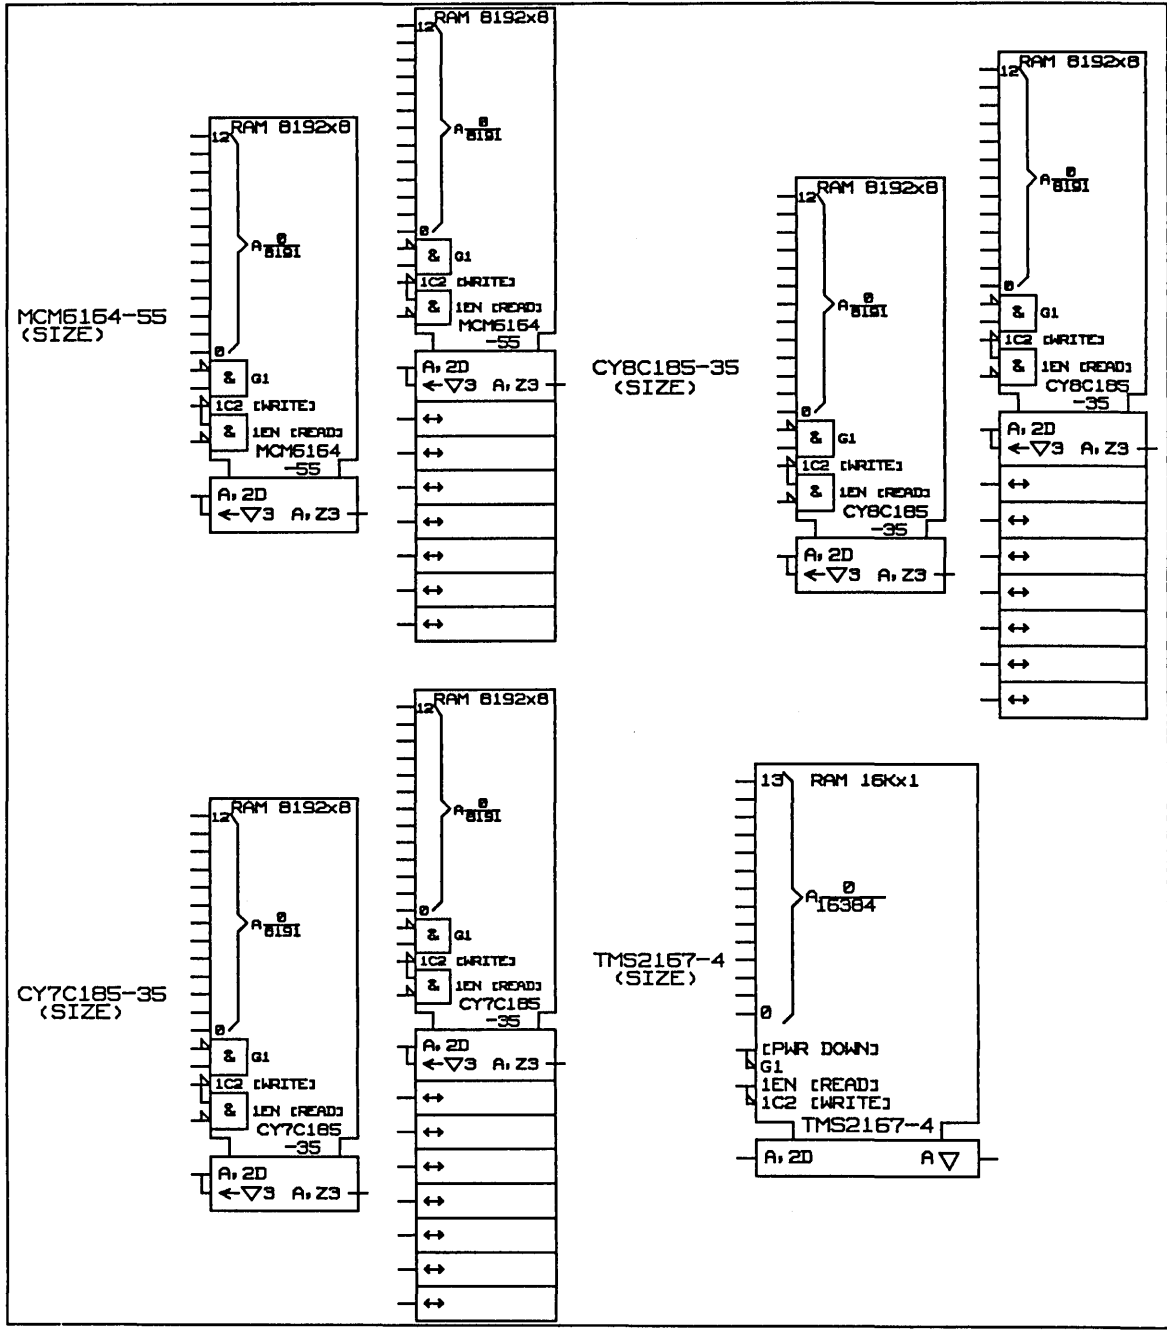 MCM6164-55
(SIZE)
RAM 8192x8
12
A 0
8191
0
& G1
1C2 [WRITE]
& 1EN [READ]
MCM6164
-55
A,2D
←▽3 A,Z3
RAM 8192x8
12
A 0
8191
0
& G1
1C2 [WRITE]
& 1EN [READ]
MCM6164
-55
A,2D
←▽3 A,Z3
↔
↔
↔
↔
↔
↔
↔
CY8C185-35
(SIZE)
RAM 8192x8
12
A 0
8191
0
& G1
1C2 [WRITE]
& 1EN [READ]
CY8C185
-35
A,2D
←▽3 A,Z3
RAM 8192x8
12
A 0
8191
0
& G1
1C2 [WRITE]
& 1EN [READ]
CY8C185
-35
A,2D
←▽3 A,Z3
↔
↔
↔
↔
↔
↔
↔
CY7C185-35
(SIZE)
RAM 8192x8
12
A 0
8191
0
& G1
1C2 [WRITE]
& 1EN [READ]
CY7C185
-35
A,2D
←▽3 A,Z3
RAM 8192x8
12
A 0
8191
0
& G1
1C2 [WRITE]
& 1EN [READ]
CY7C185
-35
A,2D
←▽3 A,Z3
↔
↔
↔
↔
↔
↔
↔
TMS2167-4
(SIZE)
13 RAM 16Kx1
A 0
16384
0
[PWR DOWN]
G1
1EN [READ]
1C2 [WRITE]
TMS2167-4
A,2D A▽